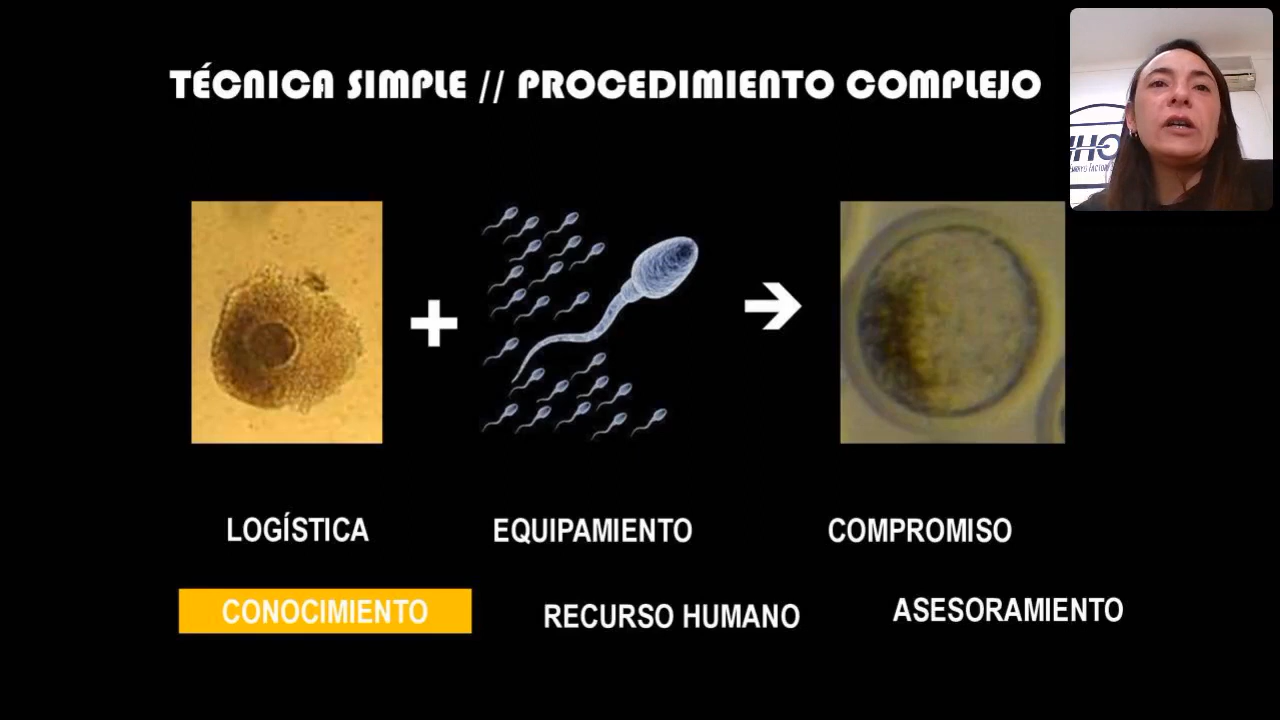 TÉCNICA SIMPLE // PROCEDIMIENTO COMPLEJO
LOGÍSTICA
EQUIPAMIENTO
COMPROMISO
CONOCIMIENTO
RECURSO HUMANO
ASESORAMIENTO